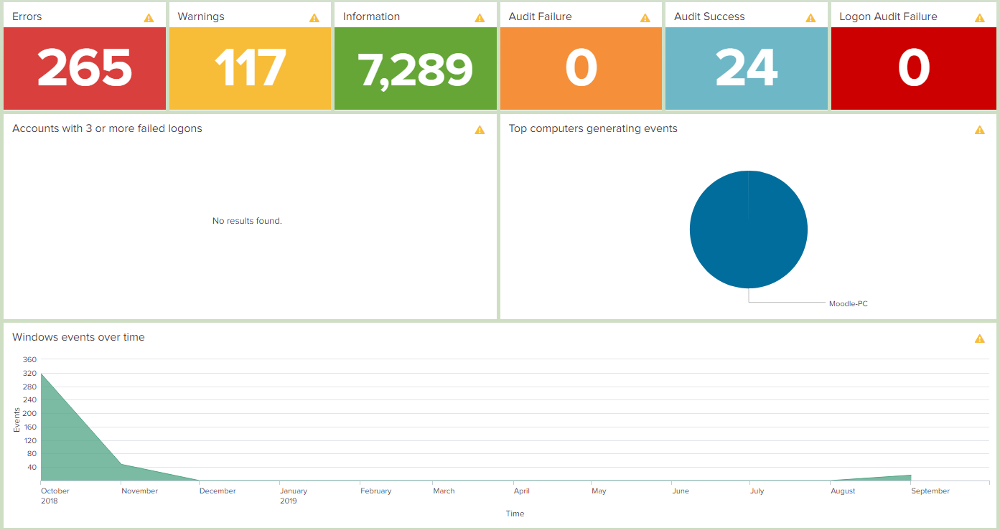 Errors
Warnings
Information
Audit Failure
Audit Success
Logon Audit Failure
265
117
7,289
0
24
0
Accounts with 3 or more failed logons
No results found.
Top computers generating events
Moodle-PC
Windows events over time
Events
360
320
280
240
200
160
120
80
40
October
2018
November
December
January
2019
February
March
April
May
June
July
August
September
Time